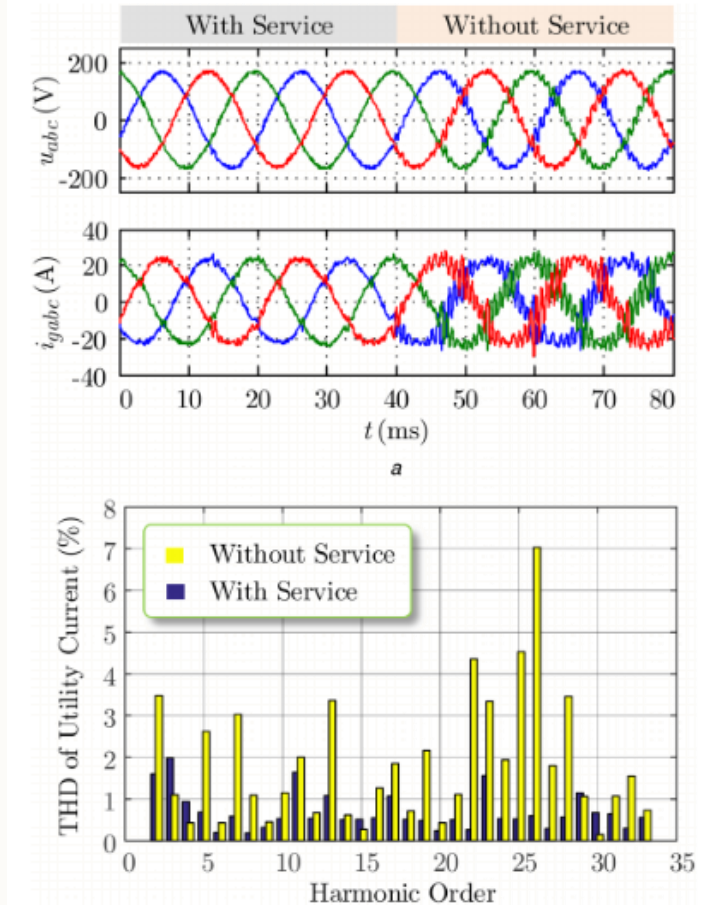 With Service Without Service
200
0
-200
u_abc (V)
40
20
0
-20
-40
i_gabc (A)
0 10 20 30 40 50 60 70 80
t (ms)
a
8
7
6
5
4
3
2
1
0
THD of Utility Current (%)
Without Service
With Service
0 5 10 15 20 25 30 35
Harmonic Order